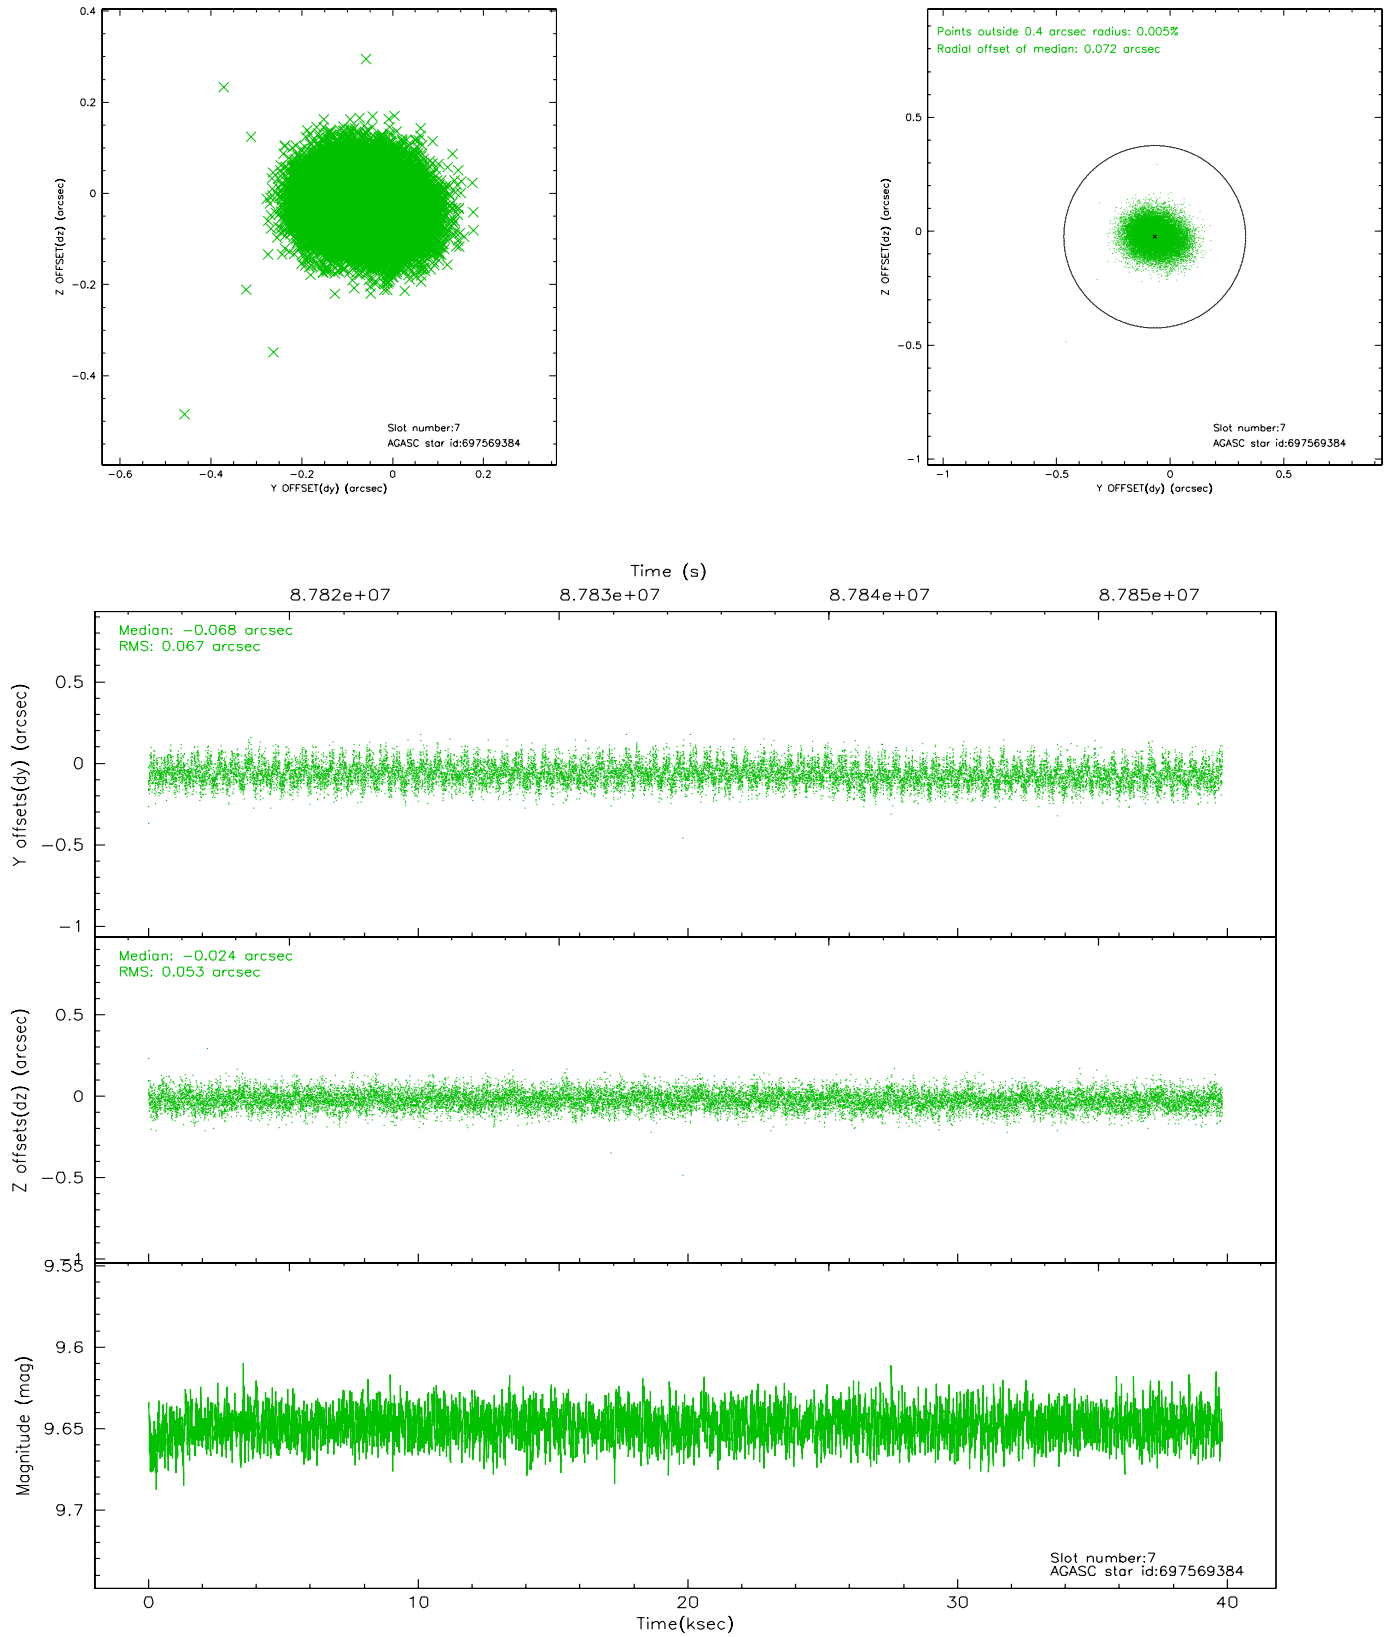 0.4
0.2
0
-0.2
-0.4
Z OFFSET(dz) (arcsec)
Slot number:7
AGASC star id:697569384
-0.6 -0.4 -0.2 0 0.2
Y OFFSET(dy) (arcsec)
Points outside 0.4 arcsec radius: 0.005%
Radial offset of median: 0.072 arcsec
0.5
0
-0.5
-1
Z OFFSET(dz) (arcsec)
Slot number:7
AGASC star id:697569384
-1 -0.5 0 0.5
Y OFFSET(dy) (arcsec)
Time (s)
8.782e+07 8.783e+07 8.784e+07 8.785e+07
Median: -0.068 arcsec
RMS: 0.067 arcsec
0.5
0
-0.5
-1
Y offsets(dy) (arcsec)
Median: -0.024 arcsec
RMS: 0.053 arcsec
0.5
0
-0.5
-1
Z offsets(dz) (arcsec)
9.55
9.6
9.65
9.7
Magnitude (mag)
Slot number:7
AGASC star id:697569384
0 10 20 30 40
Time(ksec)